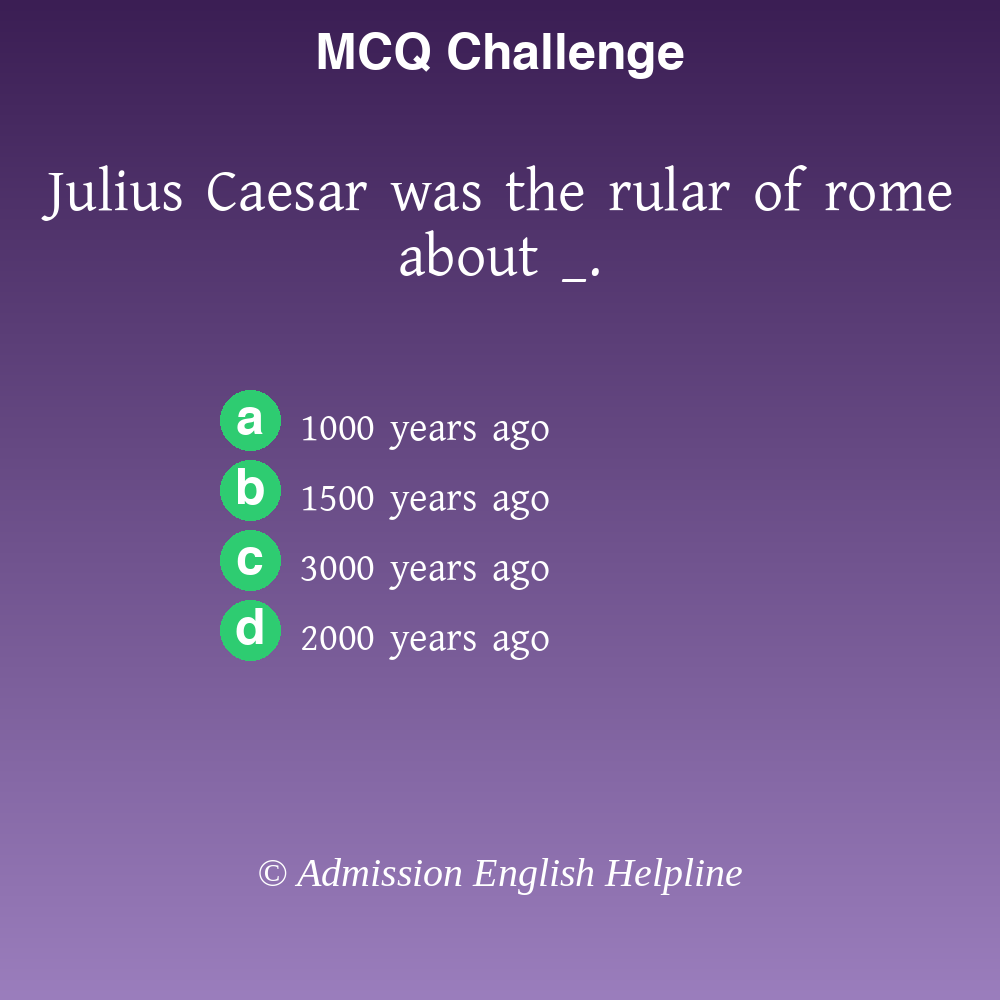 MCQ Challenge
Julius Caesar was the rular of rome
about _.
a 1000 years ago
b 1500 years ago
c 3000 years ago
d 2000 years ago
© Admission English Helpline